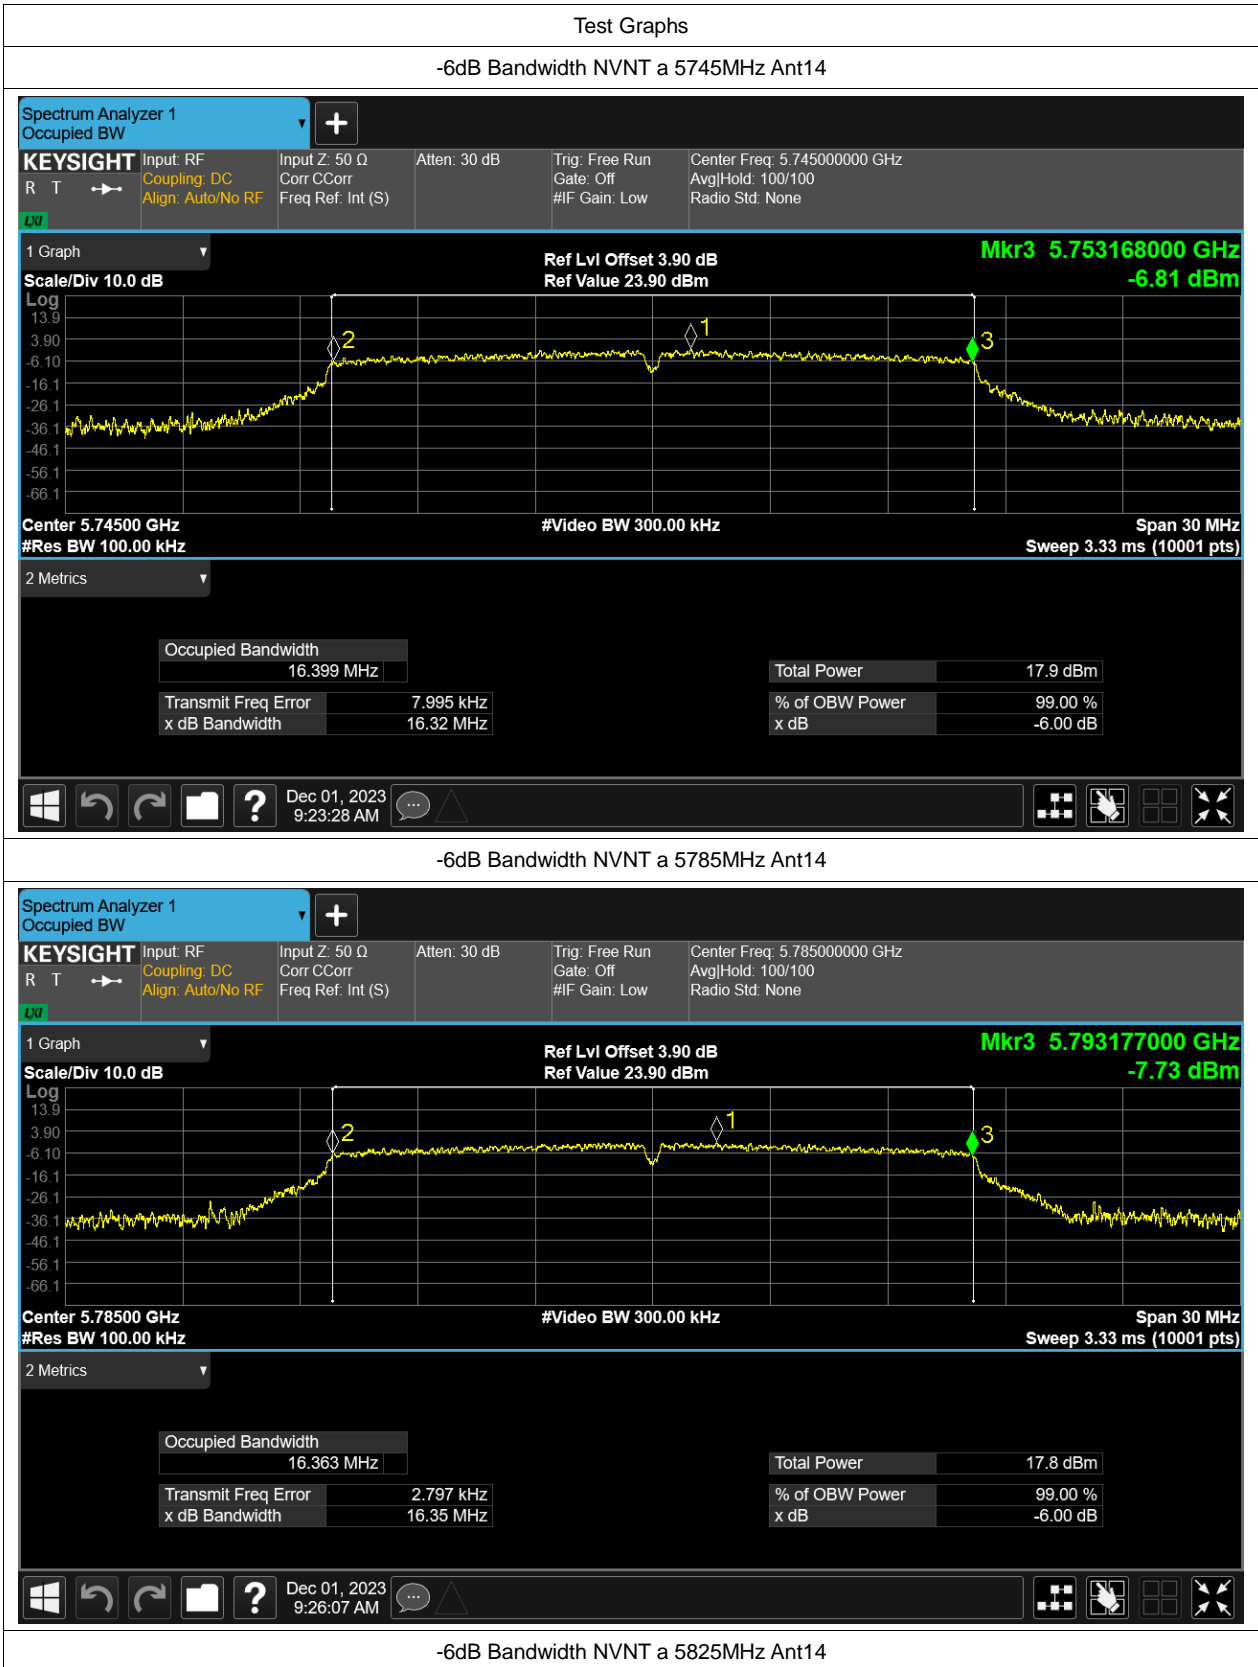 Test Graphs
-6dB Bandwidth NVNT a 5745MHz Ant14
Spectrum Analyzer 1
Occupied BW
KEYSIGHT Input: RF Input Z: 50 Ω Atten: 30 dB Trig: Free Run Center Freq: 5.745000000 GHz
R T Coupling: DC Corr CCorr Gate: Off Avg|Hold: 100/100
Align: Auto/No RF Freq Ref: Int (S) #IF Gain: Low Radio Std: None
LXI
1 Graph Ref Lvl Offset 3.90 dB Mkr3 5.753168000 GHz
Scale/Div 10.0 dB Ref Value 23.90 dBm -6.81 dBm
Log
13.9
3.90
-6.10
-16.1
-26.1
-36.1
-46.1
-56.1
-66.1
2
1
3
Center 5.74500 GHz #Video BW 300.00 kHz Span 30 MHz
#Res BW 100.00 kHz Sweep 3.33 ms (10001 pts)
2 Metrics
Occupied Bandwidth
16.399 MHz Total Power 17.9 dBm
Transmit Freq Error 7.995 kHz % of OBW Power 99.00 %
x dB Bandwidth 16.32 MHz x dB -6.00 dB
? Dec 01, 2023
9:23:28 AM
-6dB Bandwidth NVNT a 5785MHz Ant14
Spectrum Analyzer 1
Occupied BW
KEYSIGHT Input: RF Input Z: 50 Ω Atten: 30 dB Trig: Free Run Center Freq: 5.785000000 GHz
R T Coupling: DC Corr CCorr Gate: Off Avg|Hold: 100/100
Align: Auto/No RF Freq Ref: Int (S) #IF Gain: Low Radio Std: None
LXI
1 Graph Ref Lvl Offset 3.90 dB Mkr3 5.793177000 GHz
Scale/Div 10.0 dB Ref Value 23.90 dBm -7.73 dBm
Log
13.9
3.90
-6.10
-16.1
-26.1
-36.1
-46.1
-56.1
-66.1
2
1
3
Center 5.78500 GHz #Video BW 300.00 kHz Span 30 MHz
#Res BW 100.00 kHz Sweep 3.33 ms (10001 pts)
2 Metrics
Occupied Bandwidth
16.363 MHz Total Power 17.8 dBm
Transmit Freq Error 2.797 kHz % of OBW Power 99.00 %
x dB Bandwidth 16.35 MHz x dB -6.00 dB
? Dec 01, 2023
9:26:07 AM
-6dB Bandwidth NVNT a 5825MHz Ant14